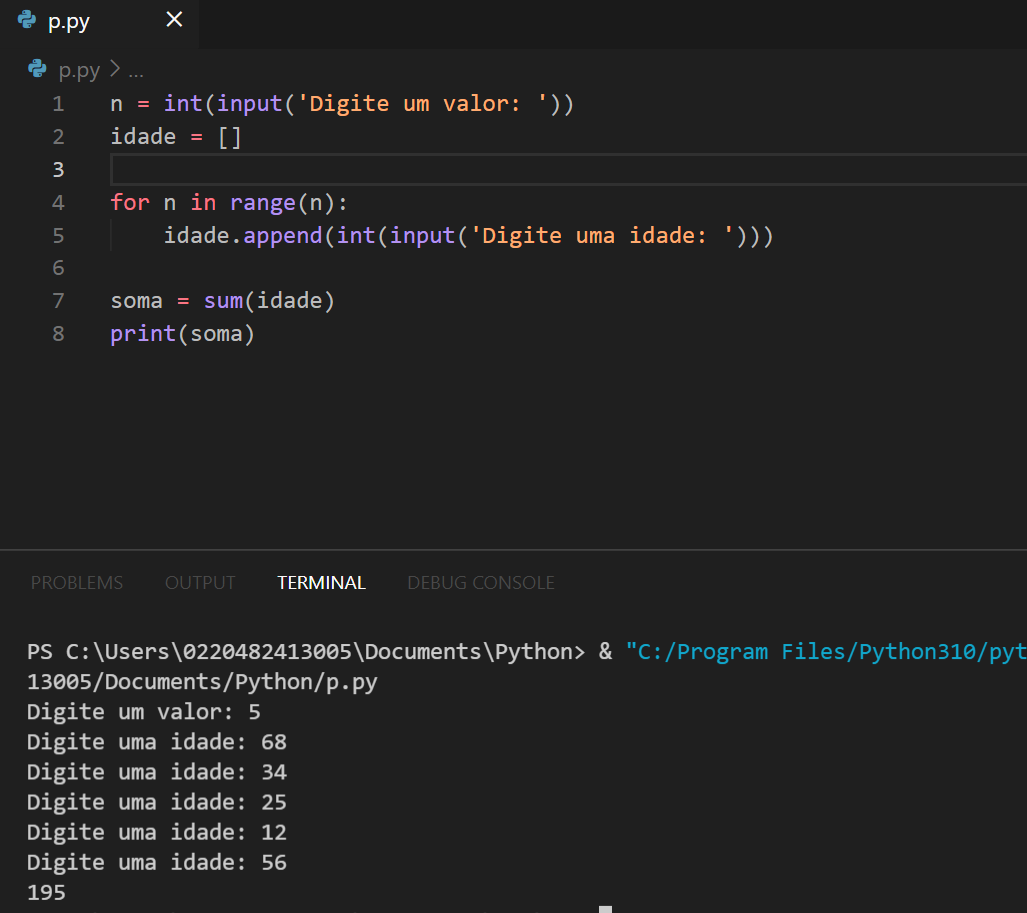 p.py
p.py > ...
1 n = int(input('Digite um valor: '))
2 idade = []
3
4 for n in range(n):
5     idade.append(int(input('Digite uma idade: ')))
6
7 soma = sum(idade)
8 print(soma)
PROBLEMS OUTPUT TERMINAL DEBUG CONSOLE
PS C:\Users\0220482413005\Documents\Python> & "C:/Program Files/Python310/pyt
13005/Documents/Python/p.py
Digite um valor: 5
Digite uma idade: 68
Digite uma idade: 34
Digite uma idade: 25
Digite uma idade: 12
Digite uma idade: 56
195